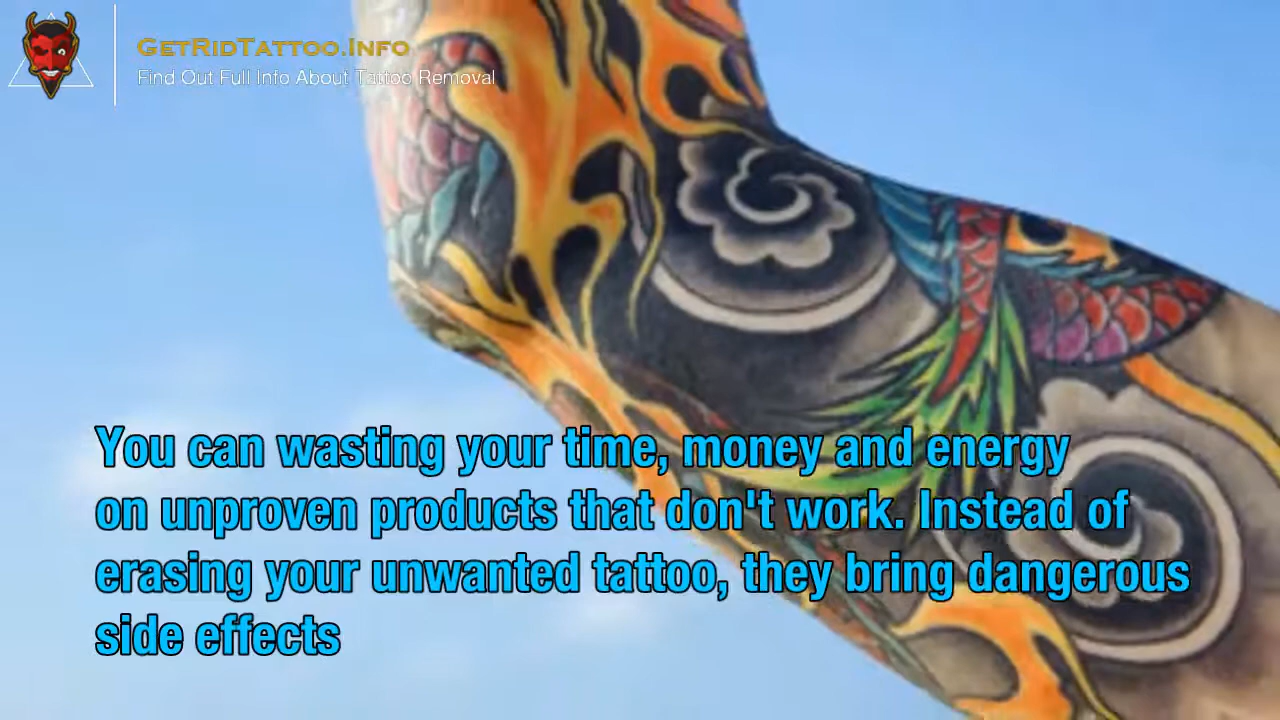 GetRidTattoo.Info
Find Out Full Info About Tattoo Removal
You can wasting your time, money and energy
on unproven products that don't work. Instead of
erasing your unwanted tattoo, they bring dangerous
side effects